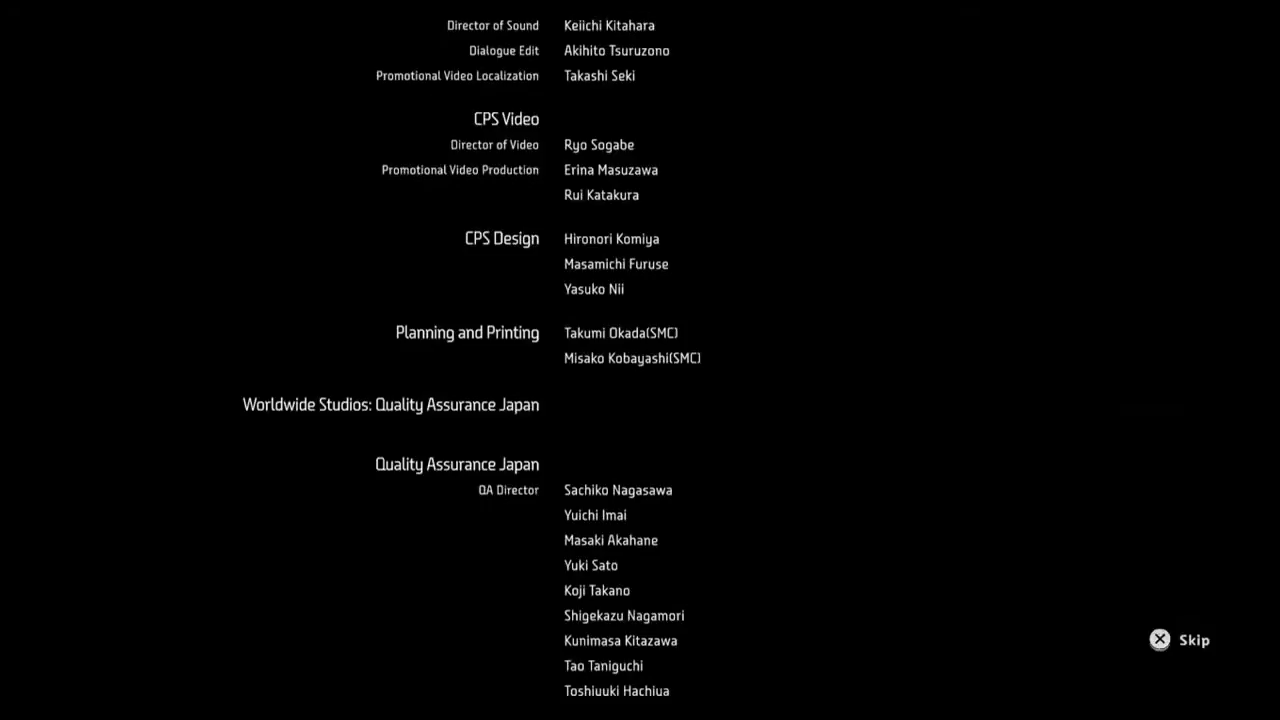 Director of Sound Keiichi Kitahara
Dialogue Edit Akihito Tsuruzono
Promotional Video Localization Takashi Seki
CPS Video
Director of Video Ryo Sogabe
Promotional Video Production Erina Masuzawa
Rui Katakura
CPS Design Hironori Komiya
Masamichi Furuse
Yasuko Nii
Planning and Printing Takumi Okada(SMC)
Misako Kobayashi(SMC)
Worldwide Studios: Quality Assurance Japan
Quality Assurance Japan
QA Director Sachiko Nagasawa
Yuichi Imai
Masaki Akahane
Yuki Sato
Koji Takano
Shigekazu Nagamori
Kunimasa Kitazawa
Tao Taniguchi
Toshiuuki Hachiua
Skip